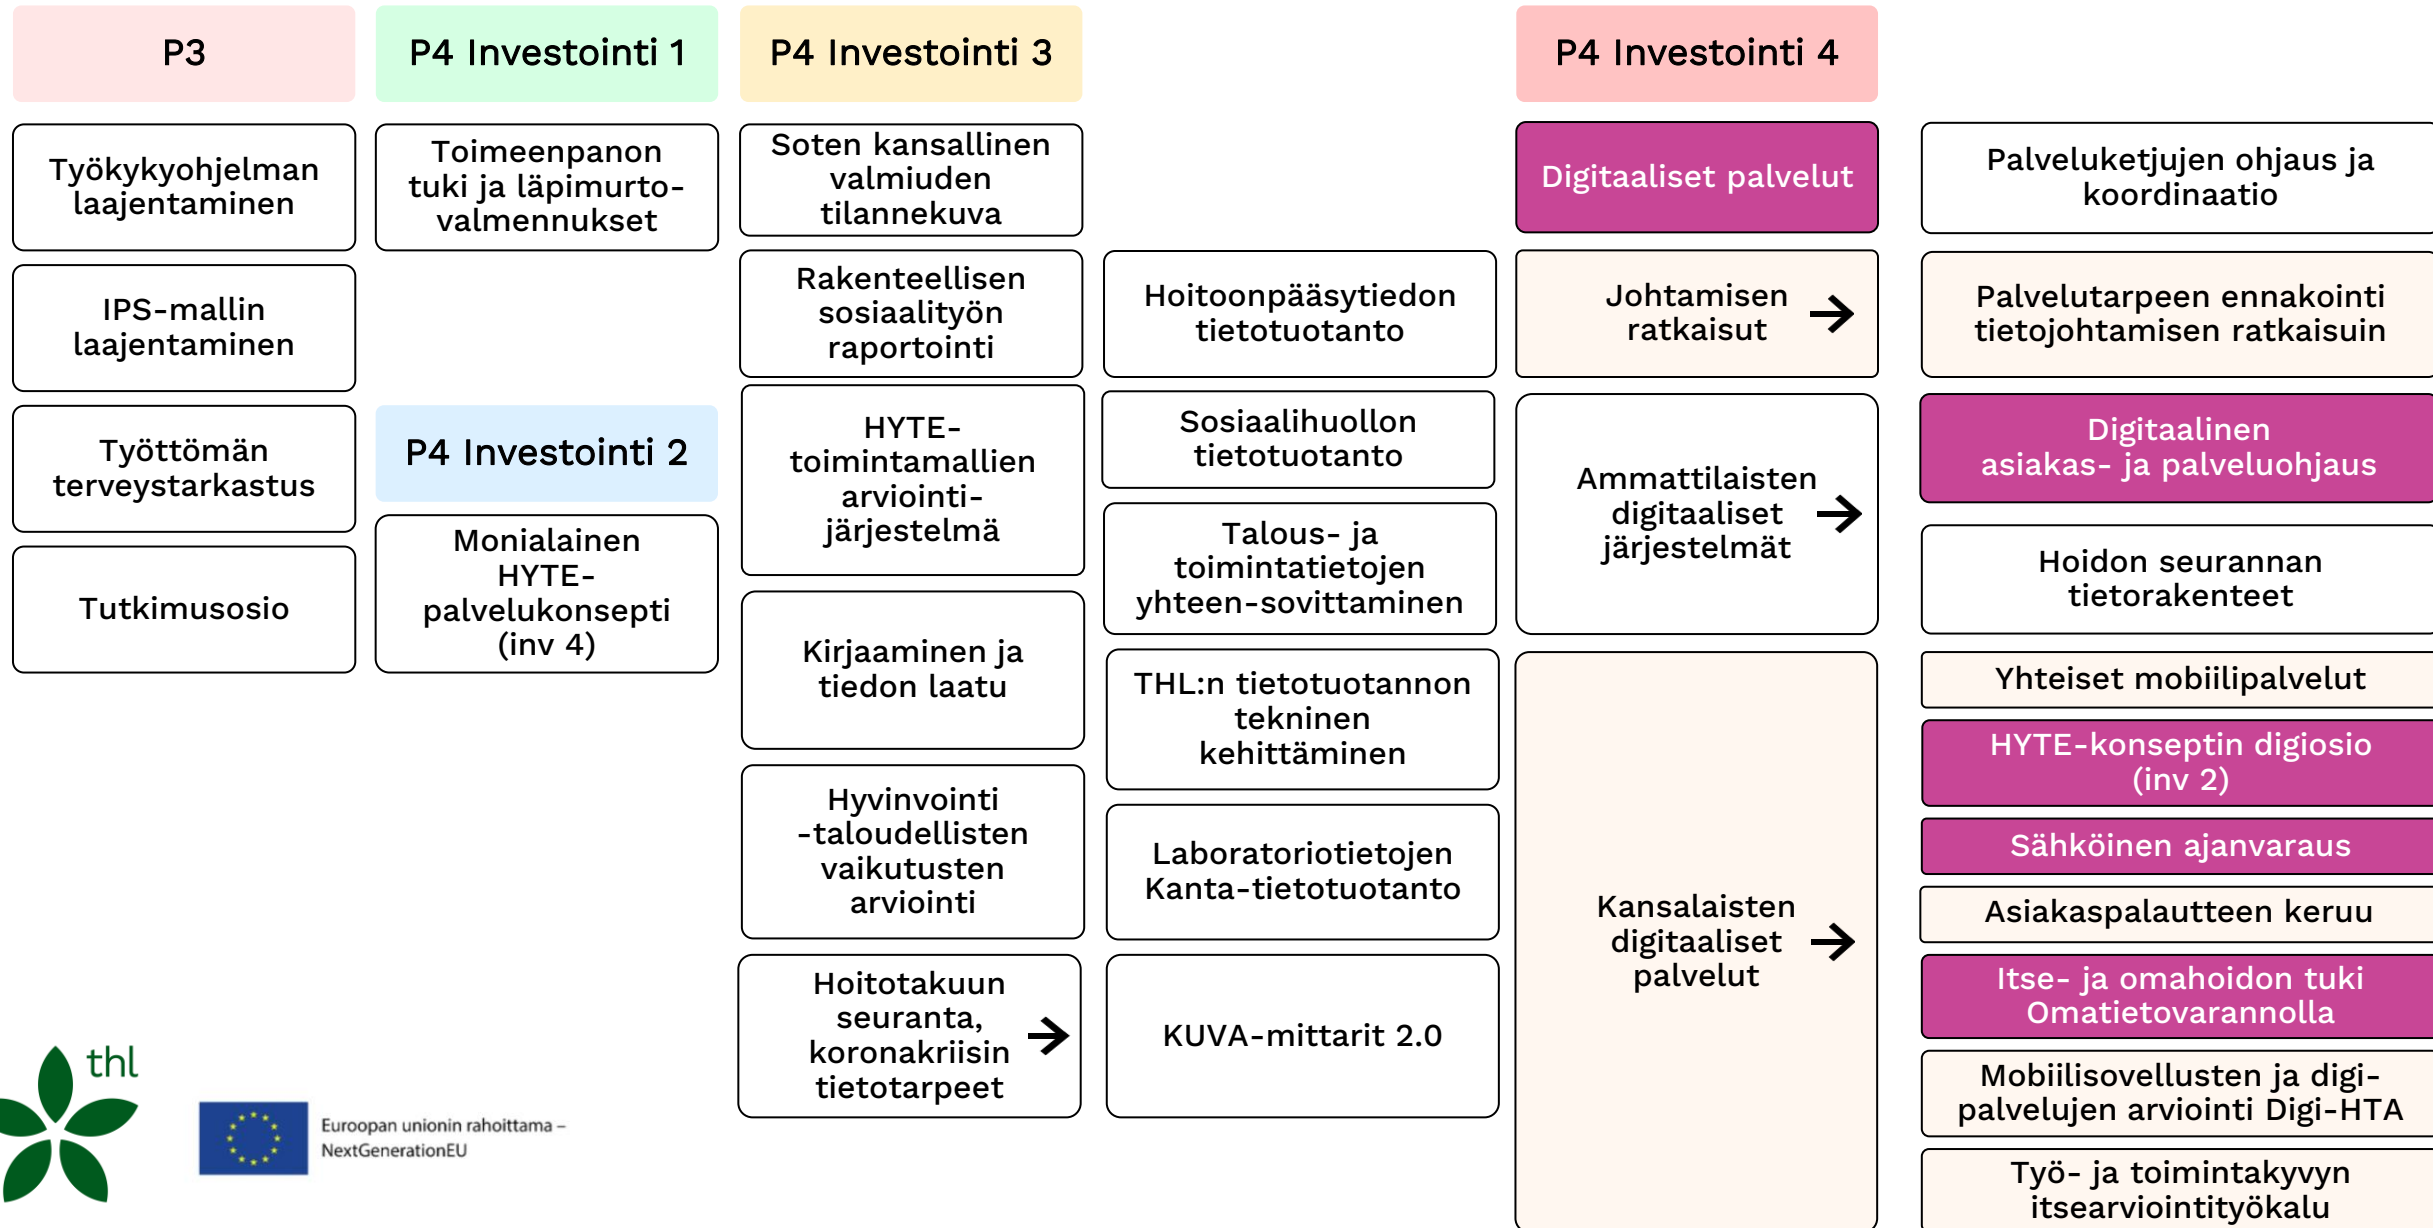 P3
Työkykyohjelman
laajentaminen
IPS-mallin
laajentaminen
Työttömän
terveystarkastus
Tutkimusosio
P4 Investointi 1
Toimeenpanon
tuki ja läpimurto-
valmennukset
P4 Investointi 2
Monialainen
HYTE-
palvelukonsepti
(inv 4)
P4 Investointi 3
Soten kansallinen
valmiuden
tilannekuva
Rakenteellisen
sosiaalityön
raportointi
HYTE-
toimintamallien
arviointi-
järjestelmä
Kirjaaminen ja
tiedon laatu
Hyvinvointi
-taloudellisten
vaikutusten
arviointi
Hoitotakuun
seuranta,
koronakriisin
tietotarpeet
Hoitoonpääsytiedon
tietotuotanto
Sosiaalihuollon
tietotuotanto
Talous- ja
toimintatietojen
yhteen-sovittaminen
THL:n tietotuotannon
tekninen
kehittäminen
Laboratoriotietojen
Kanta-tietotuotanto
KUVA-mittarit 2.0
P4 Investointi 4
Digitaaliset palvelut
Johtamisen
ratkaisut
Ammattilaisten
digitaaliset
järjestelmät
Kansalaisten
digitaaliset
palvelut
Palveluketjujen ohjaus ja
koordinaatio
Palvelutarpeen ennakointi
tietojohtamisen ratkaisuin
Digitaalinen
asiakas- ja palveluohjaus
Hoidon seurannan
tietorakenteet
Yhteiset mobiilipalvelut
HYTE-konseptin digiosio
(inv 2)
Sähköinen ajanvaraus
Asiakaspalautteen keruu
Itse- ja omahoidon tuki
Omatietovarannolla
Mobiilisovellusten ja digi-
palvelujen arviointi Digi-HTA
Työ- ja toimintakyvyn
itsearviointityökalu
thl
Euroopan unionin rahoittama –
NextGenerationEU